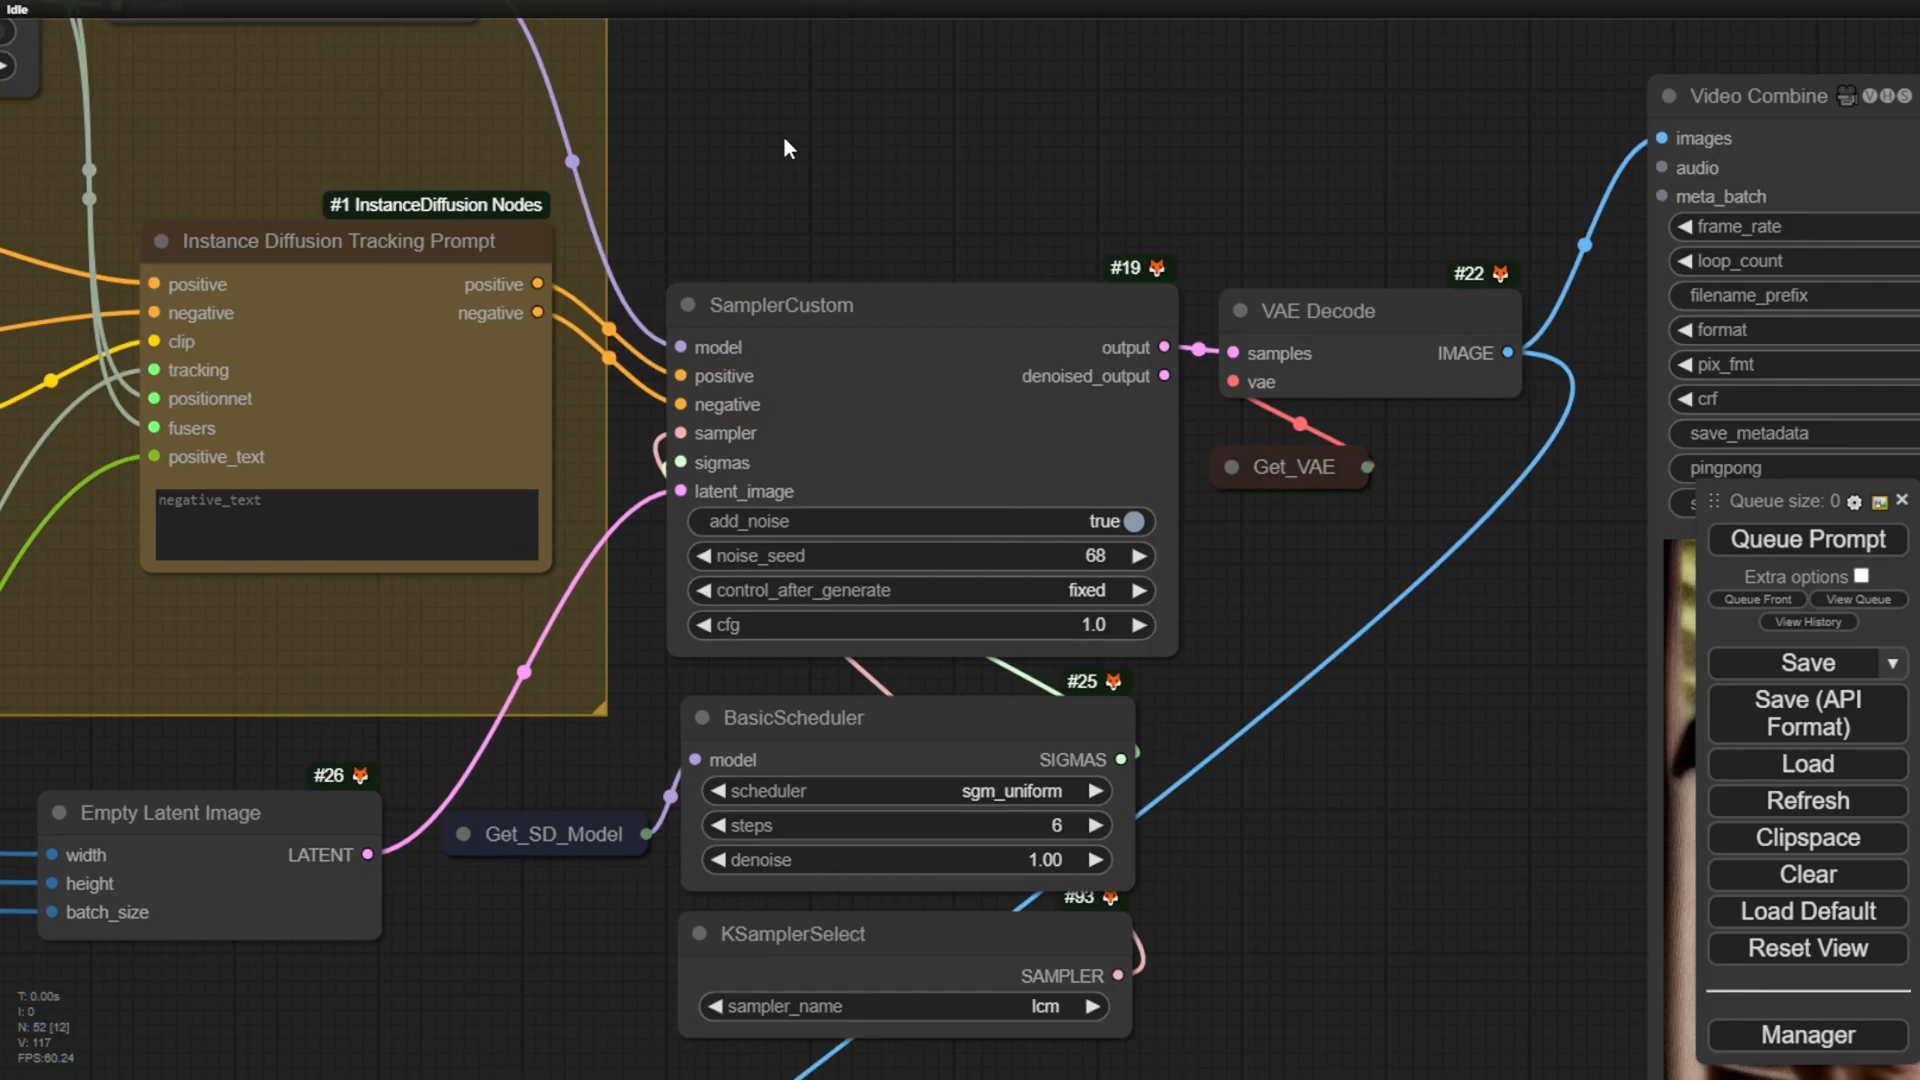 Idle
#1 InstanceDiffusion Nodes
Instance Diffusion Tracking Prompt
positive positive
negative negative
clip
tracking
positionnet
fusers
positive_text
negative_text
#26
Empty Latent Image
width LATENT
height
batch_size
Get_SD_Model
#19
SamplerCustom
model output
positive denoised_output
negative
sampler
sigmas
latent_image
add_noise true
noise_seed 68
control_after_generate fixed
cfg 1.0
#25
BasicScheduler
model SIGMAS
scheduler sgm_uniform
steps 6
denoise 1.00
#93
KSamplerSelect
SAMPLER
sampler_name lcm
#22
VAE Decode
samples IMAGE
vae
Get_VAE
Video Combine VHS
images
audio
meta_batch
frame_rate
loop_count
filename_prefix
format
pix_fmt
crf
save_metadata
pingpong
Queue size: 0
Queue Prompt
Extra options
Queue Front View Queue
View History
Save
Save (API
Format)
Load
Refresh
Clipspace
Clear
Load Default
Reset View
Manager
T: 0.00s
I: 0
N: 52 [12]
V: 117
FPS:60.24